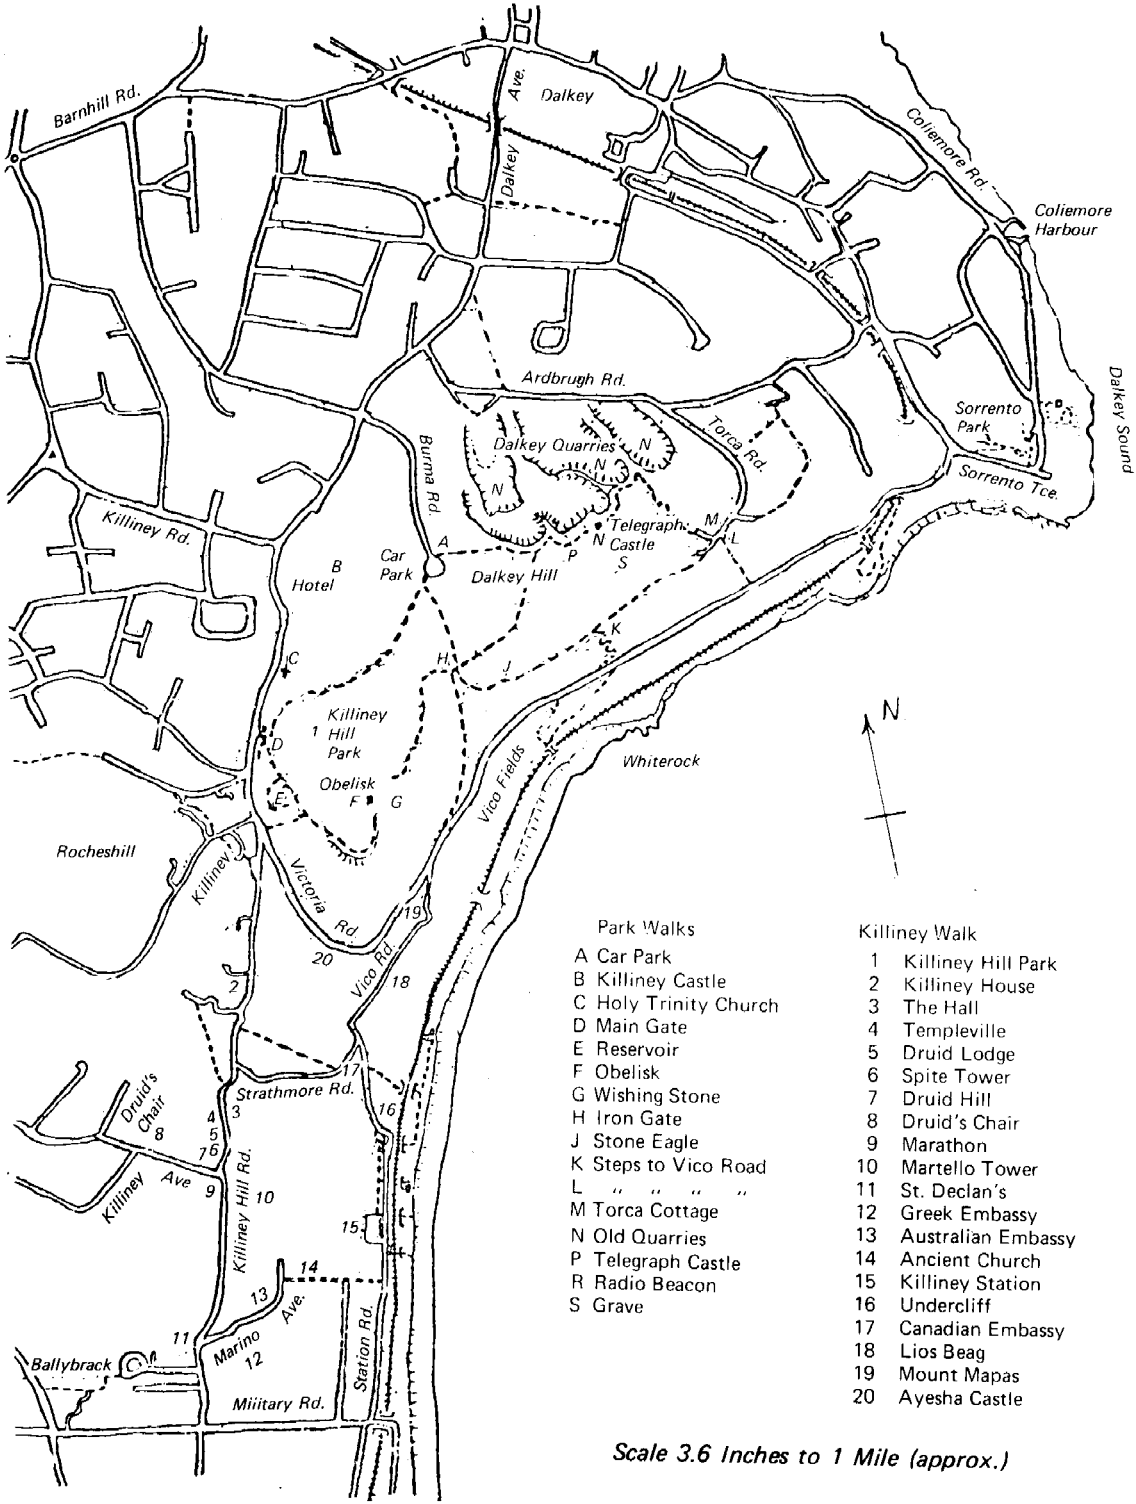 Barnhill Rd.
Dalkey Ave.
Dalkey
Coliemore Rd.
Coliemore
Harbour
Dalkey Sound
Ardbrugh Rd.
Sorrento
Park
Sorrento Tce.
Torca Rd.
Dalkey Quarries
N
N
N
Burma Rd.
Killiney Rd.
Telegraph
Castle
N
M
L
A
P
S
Car
Park
Dalkey Hill
B
Hotel
K
C
H
J
Killiney
Hill
Park
1
D
Obelisk
E
F
G
N
Whiterock
Vico Fields
Rocheshill
Killiney
Victoria Rd.
19
20
Vico Rd.
18
2
17
Strathmore Rd.
16
Druid's
Chair
8
3
4
5
6
7
Killiney Ave
9
10
Killiney Hill Rd.
15
14
13
Marino Ave.
12
11
Ballybrack
Station Rd.
Military Rd.
Park Walks
A Car Park
B Killiney Castle
C Holy Trinity Church
D Main Gate
E Reservoir
F Obelisk
G Wishing Stone
H Iron Gate
J Stone Eagle
K Steps to Vico Road
L " " " "
M Torca Cottage
N Old Quarries
P Telegraph Castle
R Radio Beacon
S Grave
Killiney Walk
1 Killiney Hill Park
2 Killiney House
3 The Hall
4 Templeville
5 Druid Lodge
6 Spite Tower
7 Druid Hill
8 Druid's Chair
9 Marathon
10 Martello Tower
11 St. Declan's
12 Greek Embassy
13 Australian Embassy
14 Ancient Church
15 Killiney Station
16 Undercliff
17 Canadian Embassy
18 Lios Beag
19 Mount Mapas
20 Ayesha Castle
Scale 3.6 Inches to 1 Mile (approx.)